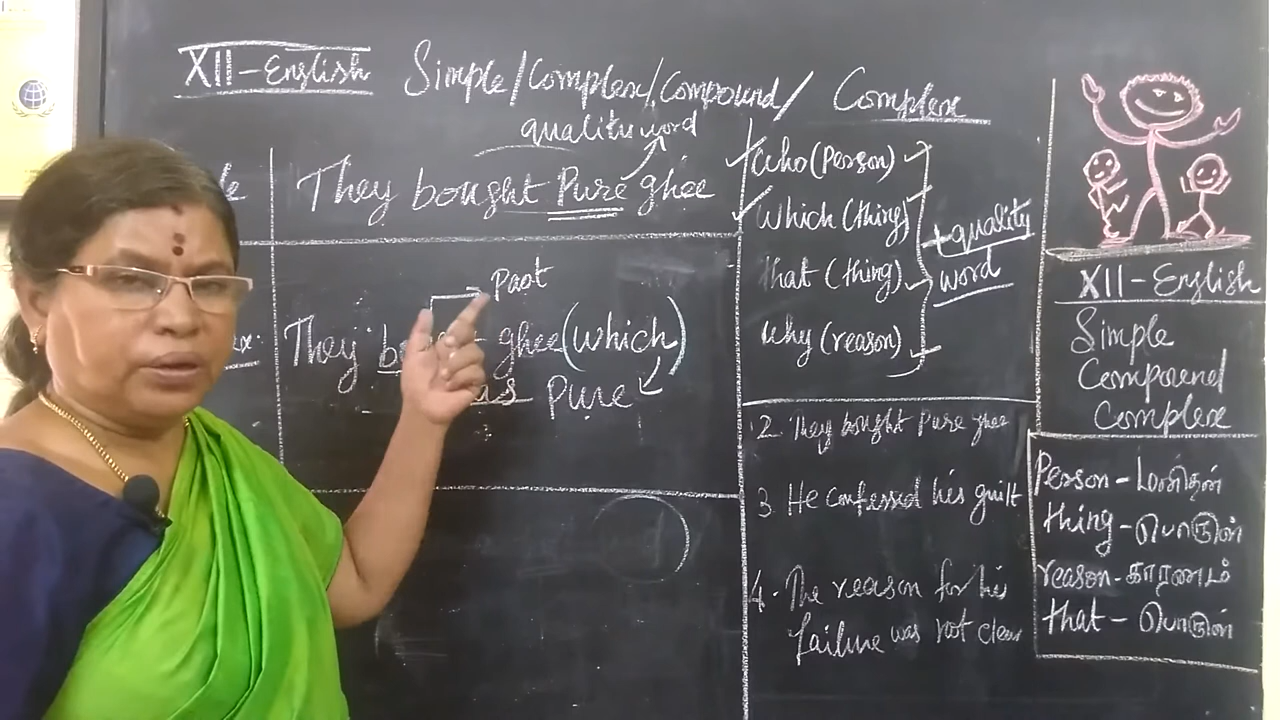 XII-English Simple/Complex/Compound/
quality word
They bought Pure ghee
Past
They ghee (which)
Pure
Complex
who (Person)
which (thing)
that (thing)
why (reason)
+ quality
word
2. They bought Pure ghee
3. He confessed his guilt
4. The reason for his
failure was not clear
XII-English
Simple
Compound
Complex
Person - மனிதன்
thing - பொருள்
reason - காரணம்
that - பொருள்